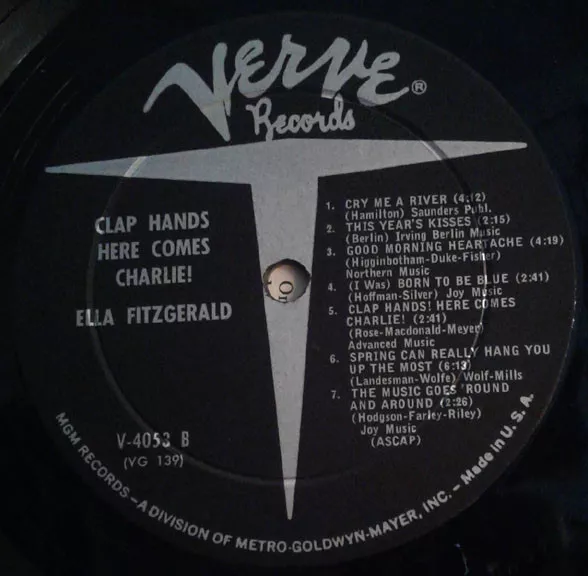 Verve®
Records
CLAP HANDS
HERE COMES
CHARLIE!
ELLA FITZGERALD
V-4053 B
(VG 139)
1. CRY ME A RIVER (4:12)
(Hamilton) Saunders Publ.
2. THIS YEAR'S KISSES (2:15)
(Berlin) Irving Berlin Music
3. GOOD MORNING HEARTACHE (4:19)
(Higginbotham-Duke-Fisher)
Northern Music
4. (I Was) BORN TO BE BLUE (2:41)
(Hoffman-Silver) Joy Music
5. CLAP HANDS! HERE COMES
CHARLIE! (2:41)
(Rose-Macdonald-Meyer)
Advanced Music
6. SPRING CAN REALLY HANG YOU
UP THE MOST (6:13)
(Landesman-Wolfe) Wolf-Mills
7. THE MUSIC GOES 'ROUND
AND AROUND (2:26)
(Hodgson-Farley-Riley)
Joy Music
(ASCAP)
MGM RECORDS—A DIVISION OF METRO-GOLDWYN-MAYER, INC.—Made in U.S.A.